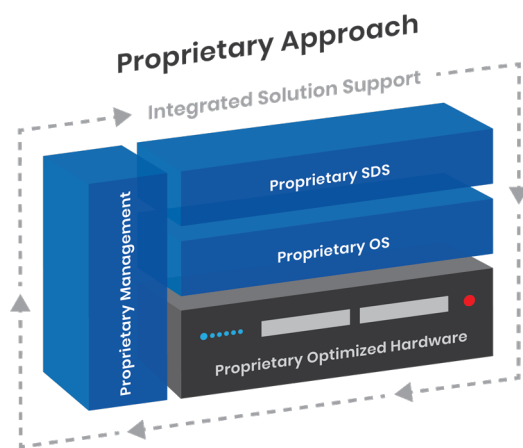 Proprietary Approach
Integrated Solution Support
Proprietary SDS
Proprietary OS
Proprietary Management
Proprietary Optimized Hardware